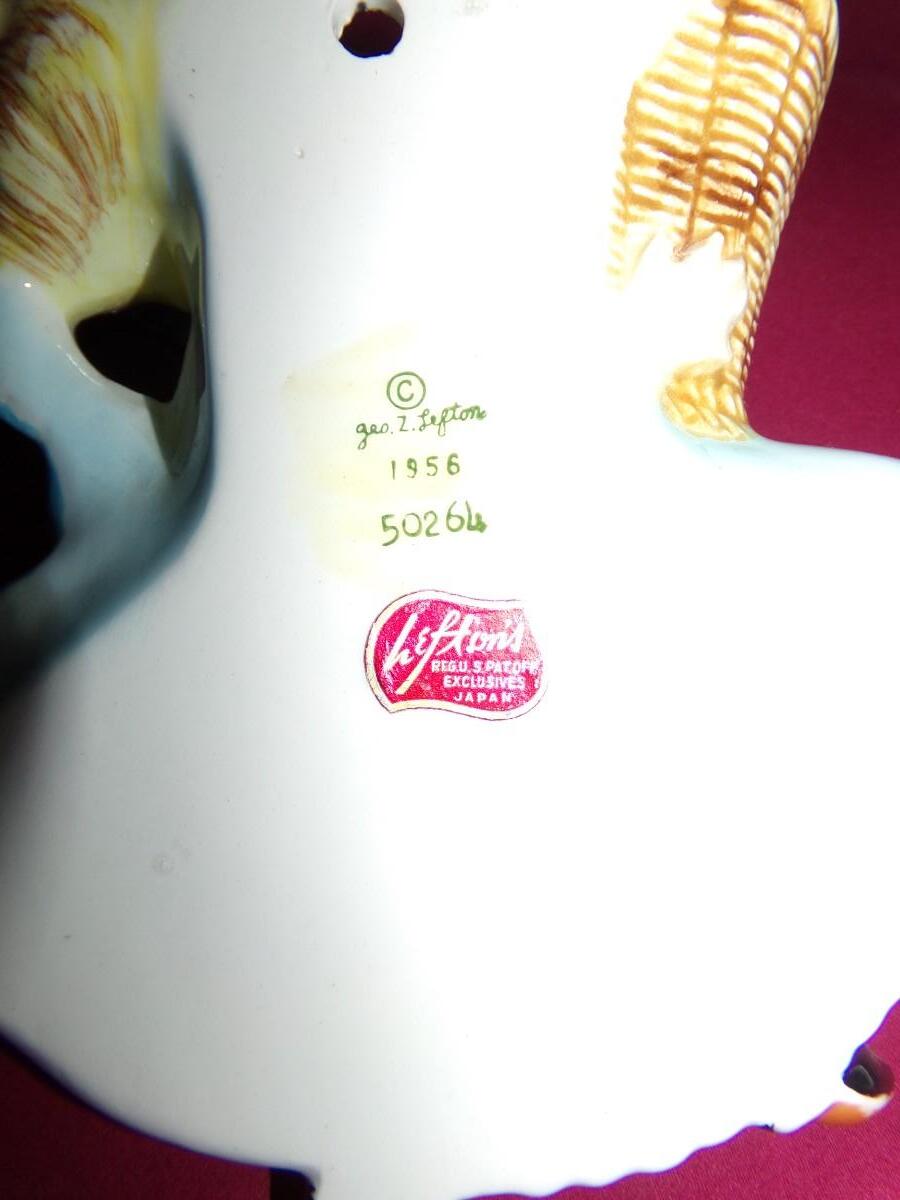 ©
geo. Z. Lefton
1956
50264
Lefton's
REG.U.S.PAT.OFF
EXCLUSIVES
JAPAN